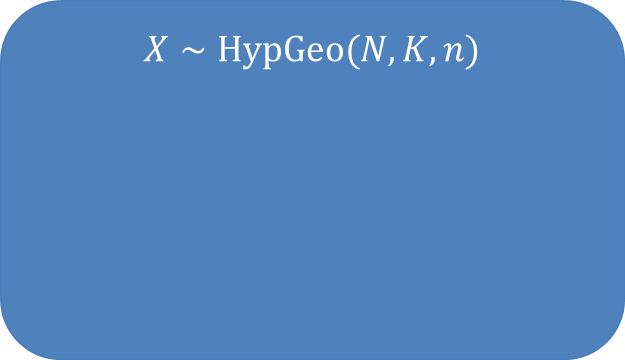 X ~ HypGeo(N, K, n)